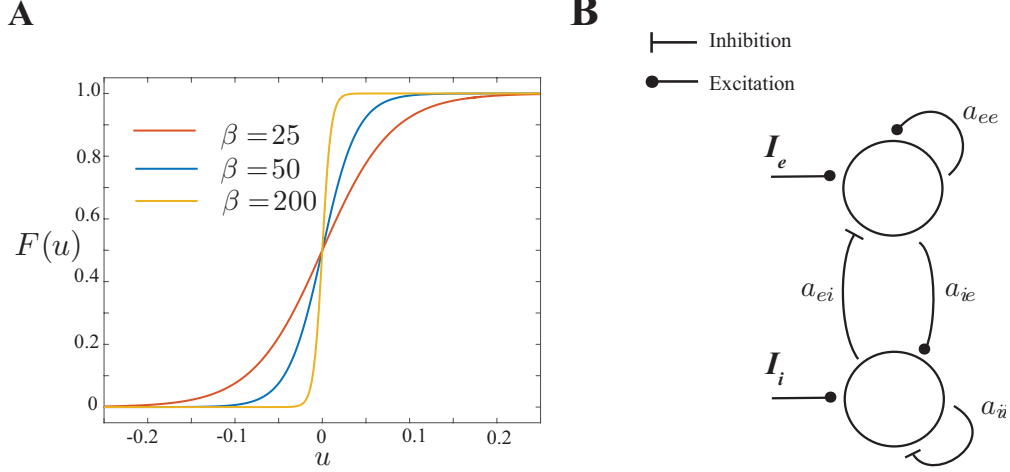 A
F(u)
1.0
0.8
0.6
0.4
0.2
0
β = 25
β = 50
β = 200
-0.2
-0.1
0
0.1
0.2
u
B
Inhibition
Excitation
a_ee
I_e
a_ei
a_ie
I_i
a_ii